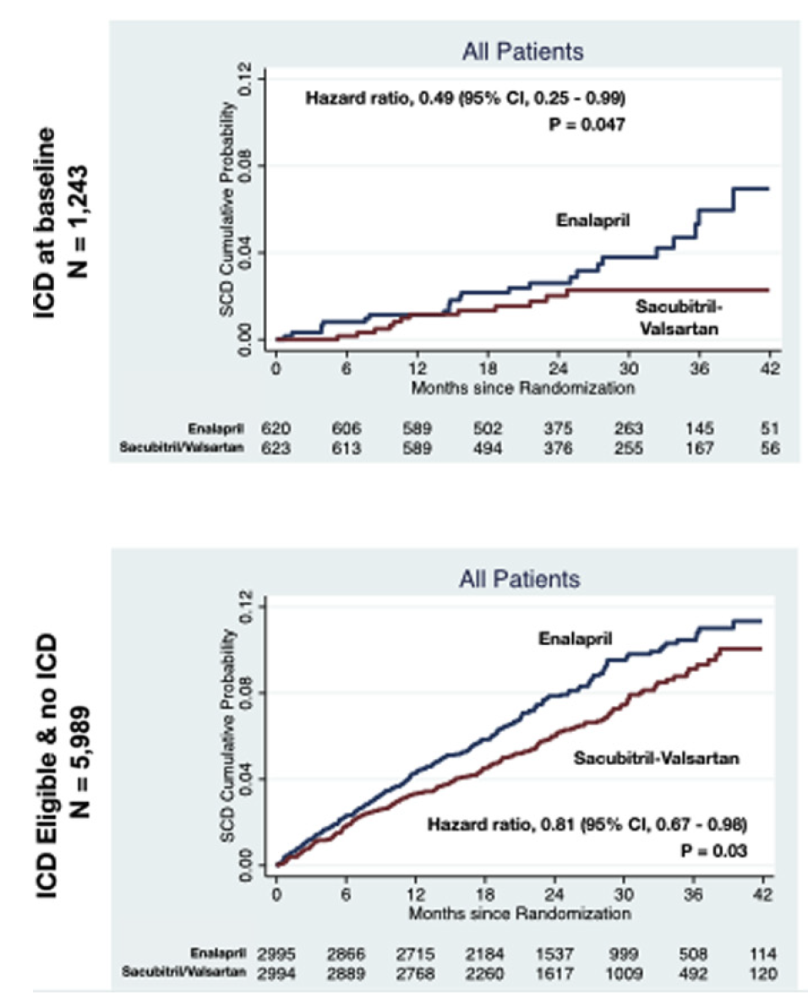 ICD at baseline
N = 1,243
All Patients
Hazard ratio, 0.49 (95% CI, 0.25 - 0.99)
P = 0.047
SCD Cumulative Probability
0.12
0.08
0.04
0.00
Enalapril
Sacubitril-
Valsartan
0 6 12 18 24 30 36 42
Months since Randomization
Enalapril 620 606 589 502 375 263 145 51
Sacubitril/Valsartan 623 613 589 494 376 255 167 56
ICD Eligible & no ICD
N = 5,989
All Patients
SCD Cumulative Probability
0.12
0.08
0.04
0.00
Enalapril
Sacubitril-Valsartan
Hazard ratio, 0.81 (95% CI, 0.67 - 0.98)
P = 0.03
0 6 12 18 24 30 36 42
Months since Randomization
Enalapril 2995 2866 2715 2184 1537 999 508 114
Sacubitril/Valsartan 2994 2889 2768 2260 1617 1009 492 120